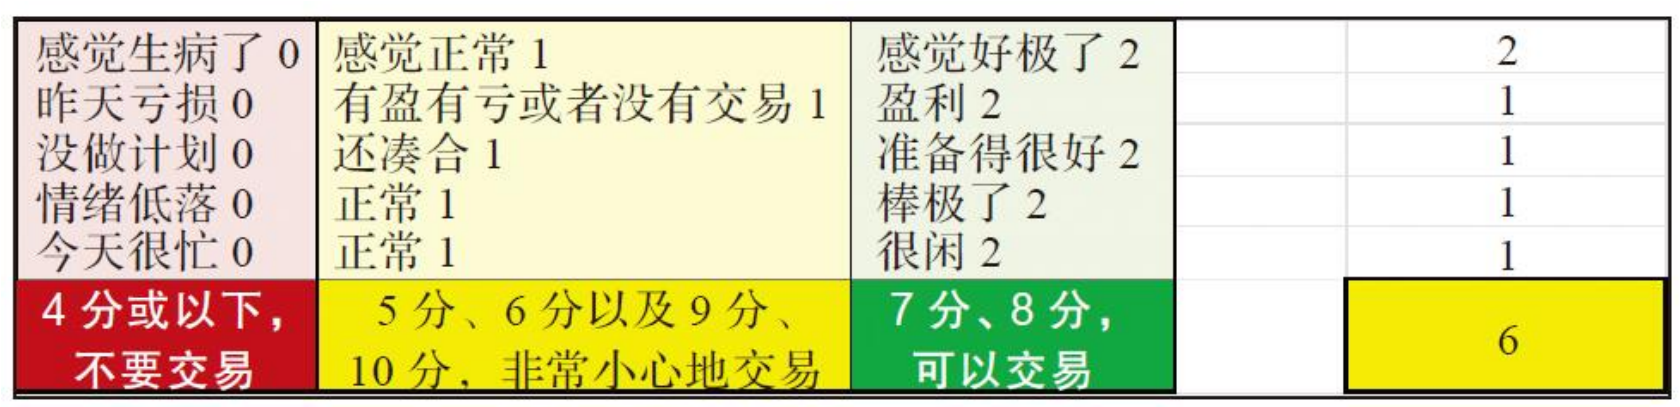 感觉生病了 0 感觉正常 1 感觉好极了 2 2
昨天亏损 0 有盈有亏或者没有交易 1 盈利 2 1
没做计划 0 还凑合 1 准备得很好 2 1
情绪低落 0 正常 1 棒极了 2 1
今天很忙 0 正常 1 很闲 2 1
4 分或以下，
不要交易
5 分、6 分以及 9 分、
10 分，非常小心地交易
7 分、8 分，
可以交易
6